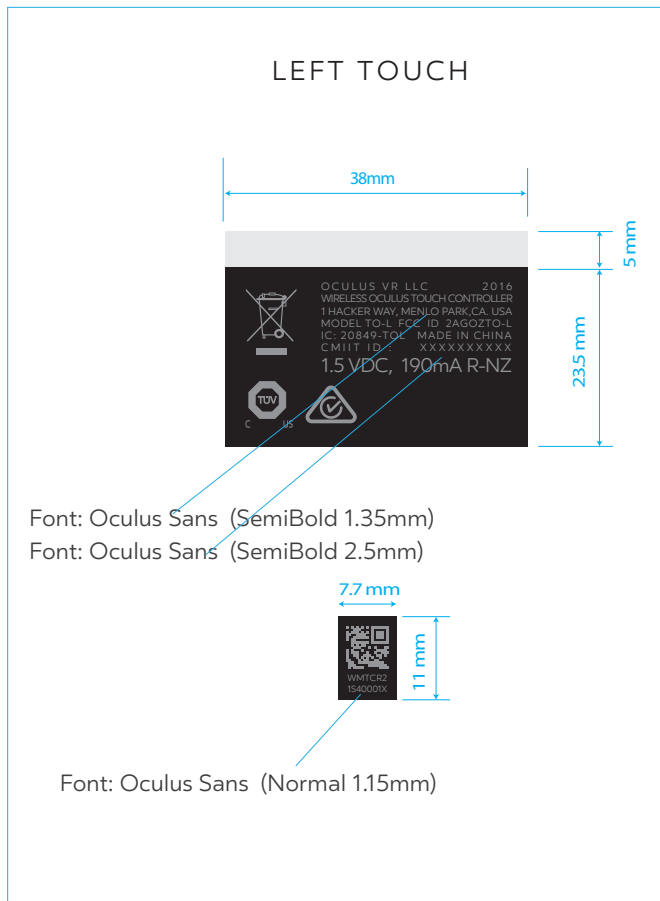 LEFT TOUCH
38mm
5 mm
OCULUS VR LLC 2016
WIRELESS OCULUS TOUCH CONTROLLER
1 HACKER WAY, MENLO PARK,CA. USA
MODEL TO-L FCC ID 2AGOZTO-L
IC: 20849-TOL MADE IN CHINA
CMIIT ID : XXXXXXXXXX
1.5 VDC, 190mA R-NZ
23.5 mm
TÜV
C US
Font: Oculus Sans (SemiBold 1.35mm)
Font: Oculus Sans (SemiBold 2.5mm)
7.7 mm
11 mm
WMTCR2
1S40001X
Font: Oculus Sans (Normal 1.15mm)